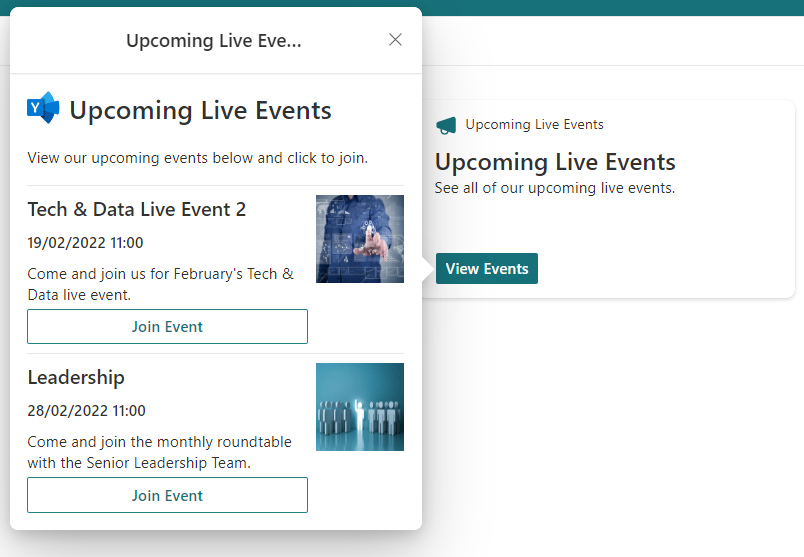 Upcoming Live Eve...
Y Upcoming Live Events
View our upcoming events below and click to join.
Tech & Data Live Event 2
19/02/2022 11:00
Come and join us for February's Tech &
Data live event.
Join Event
Leadership
28/02/2022 11:00
Come and join the monthly roundtable
with the Senior Leadership Team.
Join Event
Upcoming Live Events
Upcoming Live Events
See all of our upcoming live events.
View Events